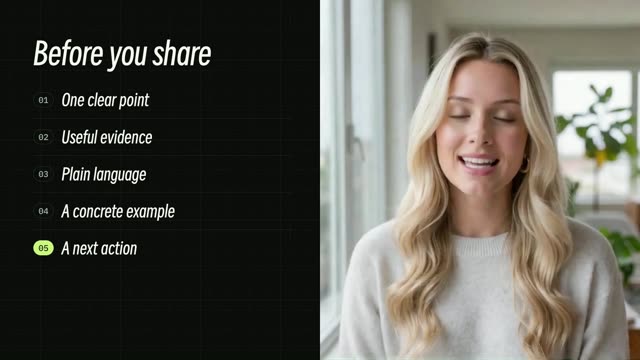 Before you share
01 One clear point
02 Useful evidence
03 Plain language
04 A concrete example
05 A next action